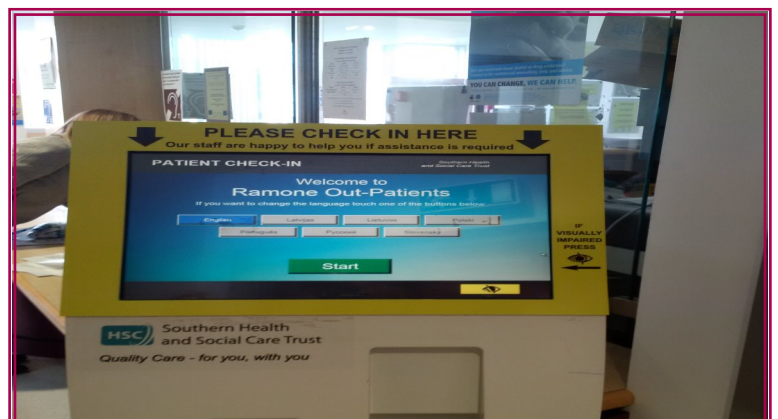 YOU CAN CHANGE, WE CAN HELP.
PLEASE CHECK IN HERE
Our staff are happy to help you if assistance is required
PATIENT CHECK-IN
Southern Health
and Social Care Trust
Welcome to
Ramone Out-Patients
If you want to change the language touch one of the buttons below
English
Latvijas
Lietuvos
Polski
Português
Русский
Slovenská
Start
IF
VISUALLY
IMPAIRED
PRESS
HSC
Southern Health
and Social Care Trust
Quality Care - for you, with you